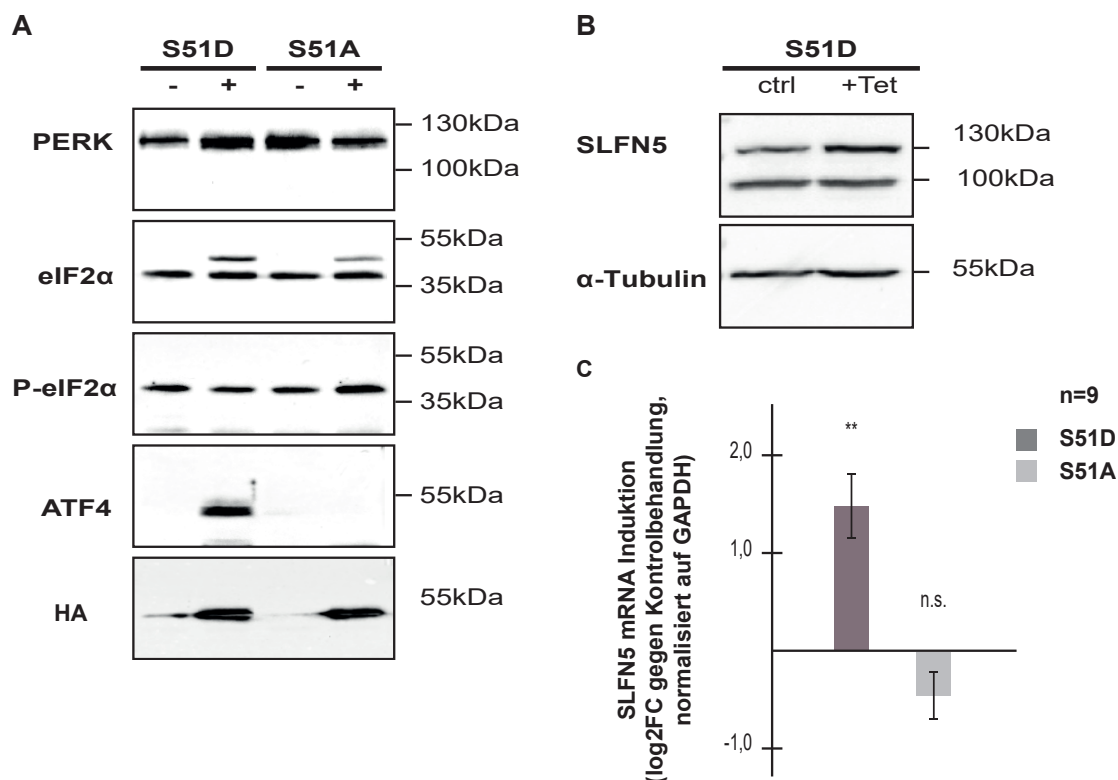 A
S51D S51A
- + - +
PERK
130kDa
100kDa
eIF2α
55kDa
35kDa
P-eIF2α
55kDa
35kDa
ATF4
55kDa
HA
55kDa
B
S51D
ctrl +Tet
SLFN5
130kDa
100kDa
α-Tubulin
55kDa
C
SLFN5 mRNA Induktion
(log2FC gegen Kontrolbehandlung,
normalisiert auf GAPDH)
2,0
1,0
-1,0
**
n.s.
n=9
S51D
S51A